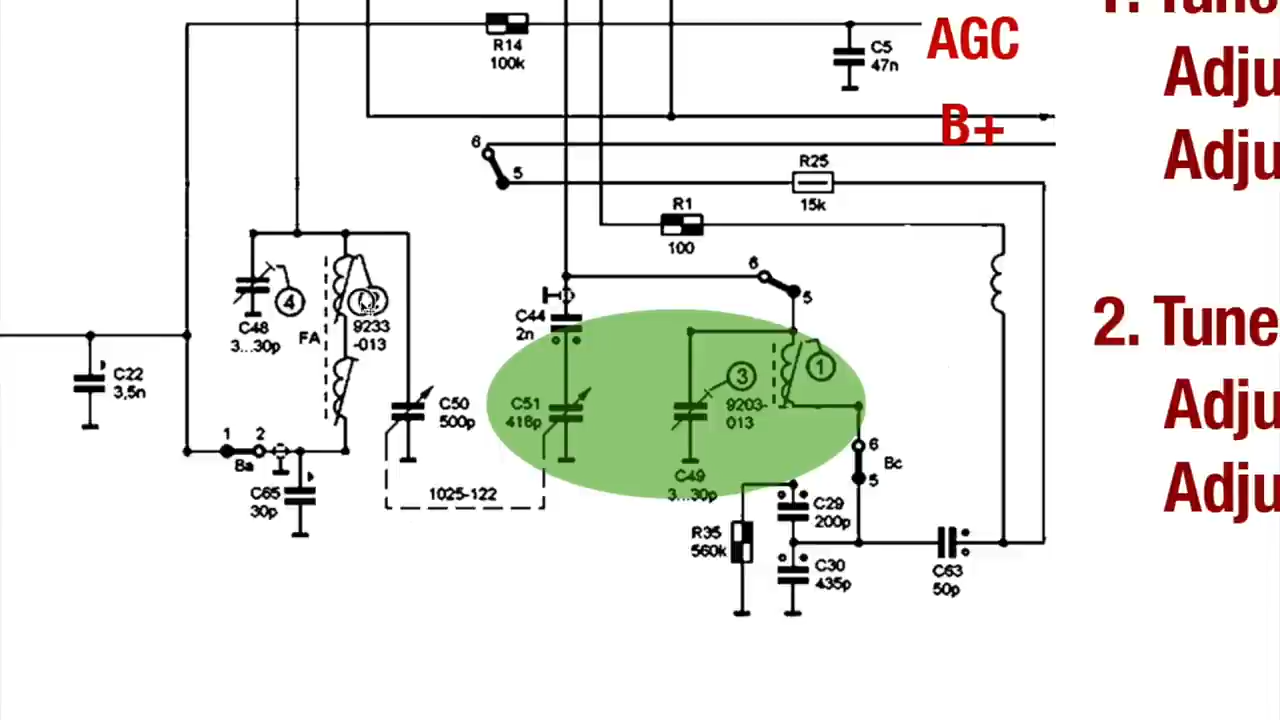 1. Tune
Adju
Adju
2. Tune
Adju
Adju
AGC
B+
R14
100k
C5
47n
6
5
R25
15k
R1
100
6
5
4
C48
3...30p
FA
9233
-013
C22
3,5n
C44
2n
C50
500p
C51
418p
3
9203-
013
1
C49
3...30p
1
2
Ba
C65
30p
1025-122
6
Bc
5
R35
560k
C29
200p
C30
435p
C63
50p